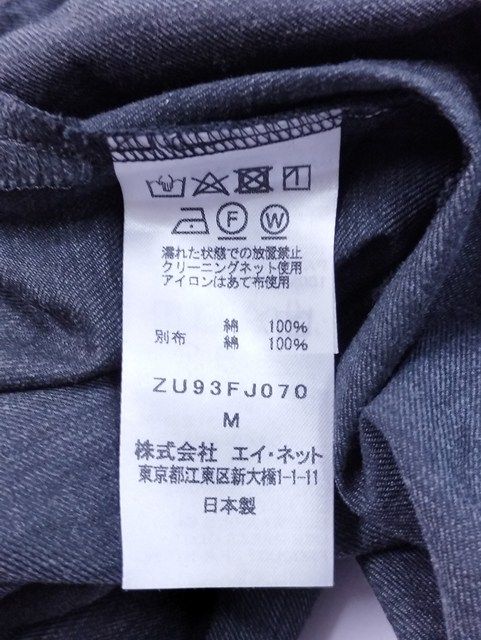 F W
濡れた状態での放置禁止
クリーニングネット使用
アイロンはあて布使用
綿 100%
別布 綿 100%
ZU93FJ070
M
株式会社 エイ・ネット
東京都江東区新大橋1-1-11
日本製